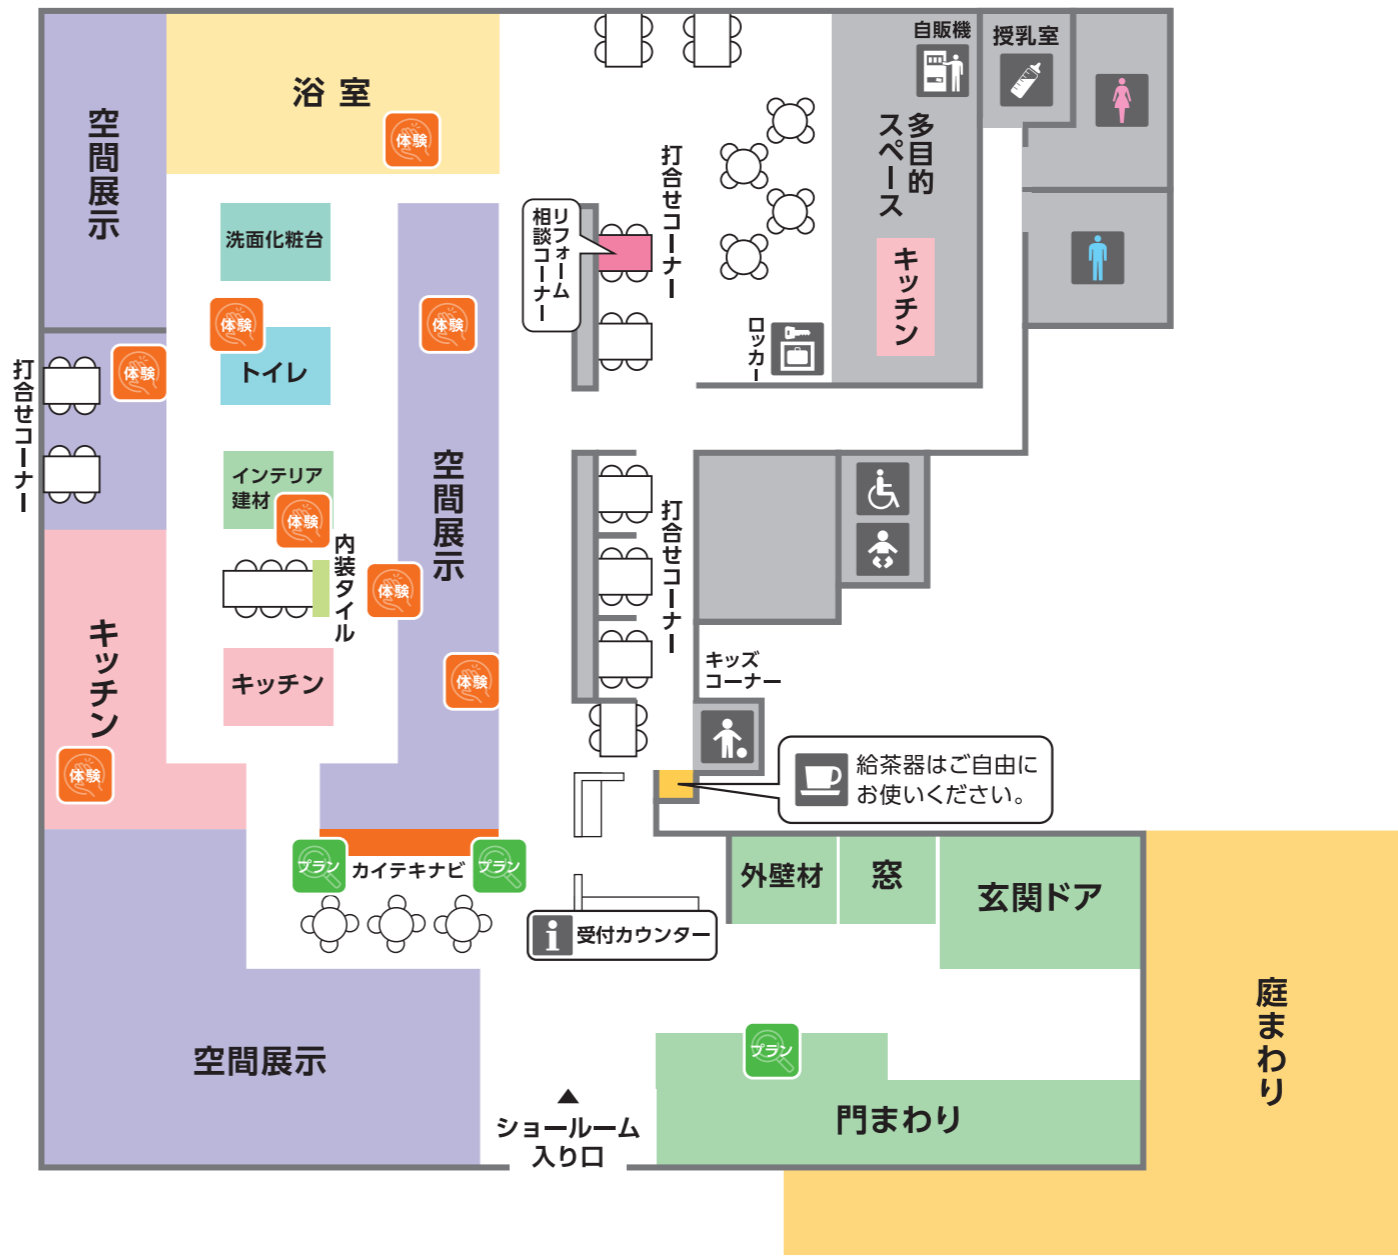 自販機
授乳室
浴室
体験
空間展示
多目的
スペース
打合せコーナー
洗面化粧台
リフォーム
相談コーナー
キッチン
体験
体験
ロッカー
トイレ
体験
打合せコーナー
インテリア
建材
体験
空間展示
打合せコーナー
内装タイル
体験
キッチン
キッチン
体験
キッズ
コーナー
体験
給茶器はご自由に
お使いください。
プラン
カイテキナビ
プラン
外壁材
窓
玄関ドア
i
受付カウンター
庭まわり
空間展示
プラン
門まわり
ショールーム
入り口